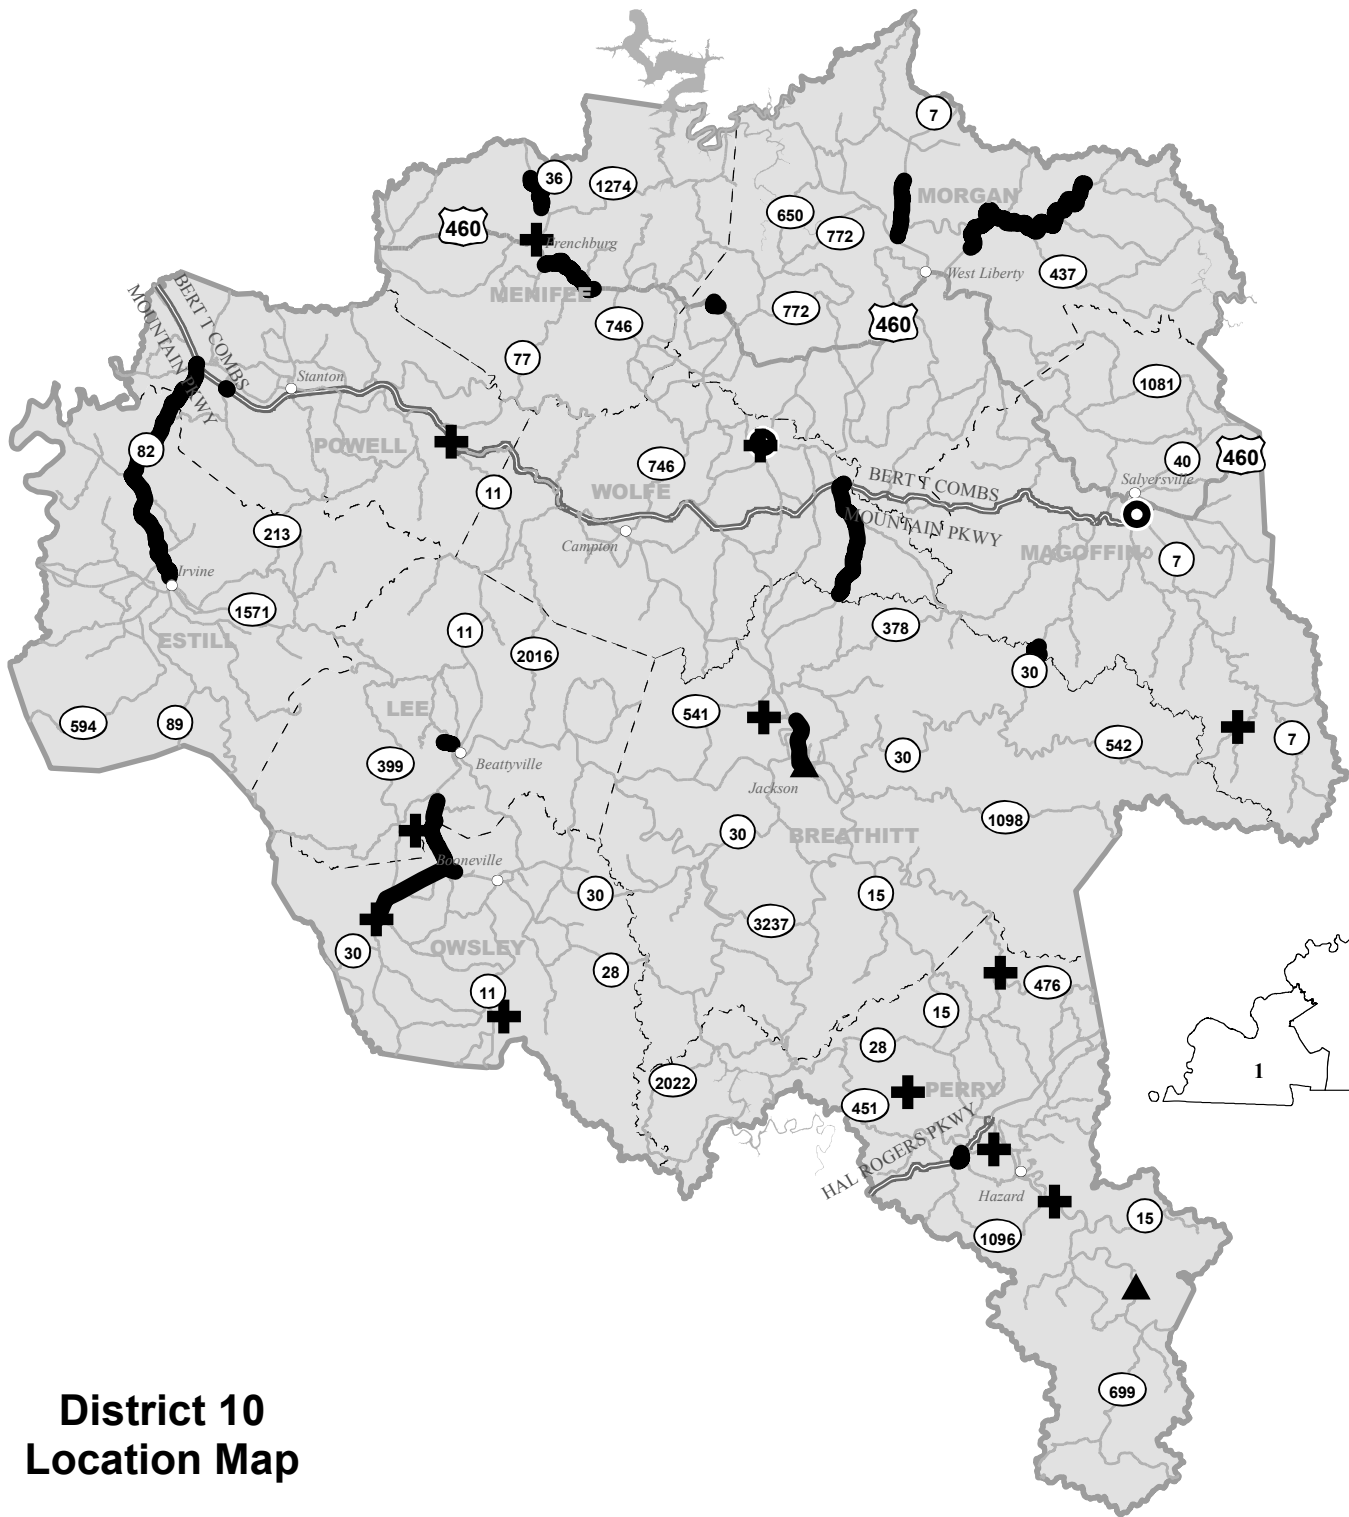 7
36
1274
MORGAN
650
460
772
Frenchburg
West Liberty
437
BERT T COMBS
MOUNTAIN PKWY
MENIFEE
772
460
746
77
Stanton
1081
POWELL
82
746
40
460
Salyersville
BERT T COMBS
11
WOLFE
MOUNTAIN PKWY
213
Campton
MAGOFFIN
7
Irvine
1571
378
11
ESTILL
2016
30
LEE
541
594
89
7
542
30
399
Beattyville
Jackson
1098
30
BREATHITT
Booneville
30
15
3237
OWSLEY
30
28
476
11
15
28
1
2022
PERRY
451
HAL ROGERS PKWY
Hazard
15
1096
699
District 10
Location Map